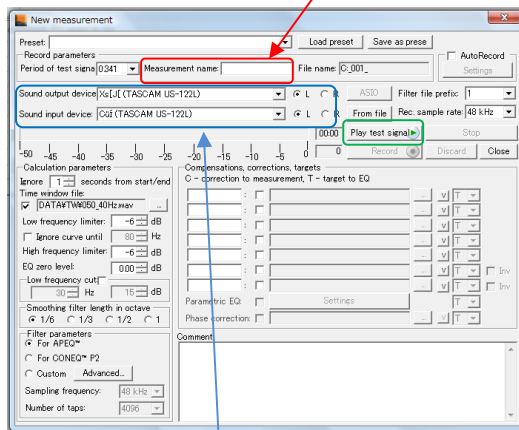 New measurement
Preset: Load preset Save as prese
Record parameters
Period of test signa 0.341 Measurement name: File name: C:_001_
AutoRecord
Settings
Sound output device Xs[J[ (TASCAM US-122L) L R ASIO Filter file prefix: 1
Sound input device: (TASCAM US-122L) L R From file Rec. sample rate: 48 kHz
00:00 Play test signal Stop
-50 -45 -40 -35 -30 -25 -20 -15 -10 -5 0 0 Record Discard Close
Calculation parameters
Ignore 1 seconds from start/end
Time window file:
DATA¥TW¥050_40Hz.wav ...
Low frequency limiter: -6 dB
Ignore curve until 80 Hz
High frequency limiter: -6 dB
EQ zero level: 0.00 dB
Low frequency cut
30 Hz 15 dB
Smoothing filter length in octave
1/6 1/3 1/2 1
Filter parameters
For APEQ™
For CONEQ™ P2
Custom Advanced...
Sampling frequency: 48 kHz
Number of taps: 4096
Compensations, corrections, targets
C - correction to measurement, T - target to EQ
: ... V T
: ... V T
: ... V T
: ... V T
: ... V T Inv
: ... V T Inv
Parametric EQ: Settings T
Phase correction: ... V T
Comment